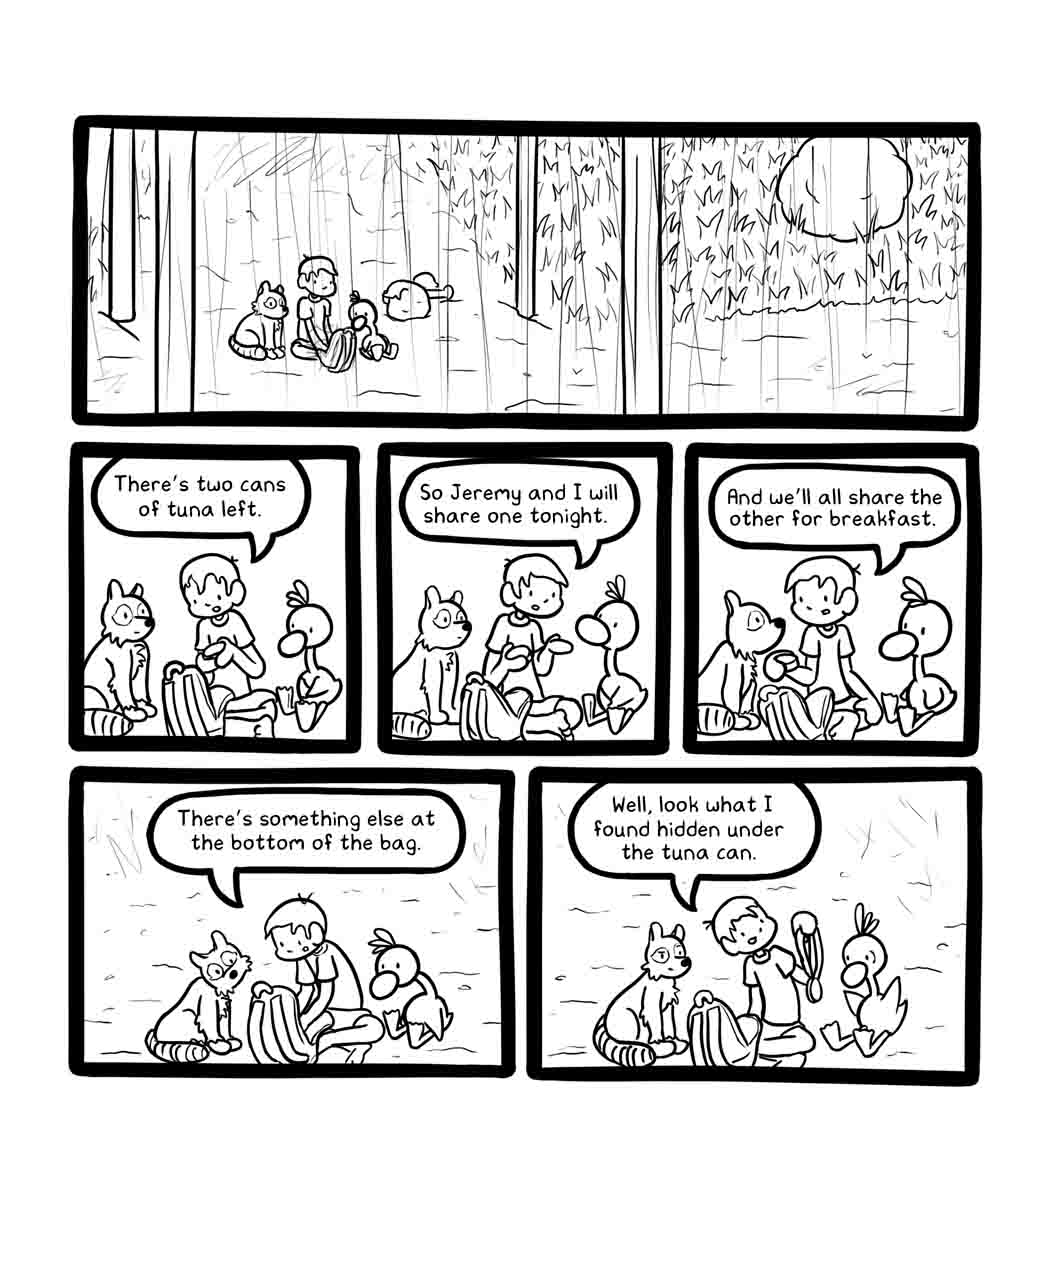 There's two cans
of tuna left.
So Jeremy and I will
share one tonight.
And we'll all share the
other for breakfast.
There's something else at
the bottom of the bag.
Well, look what I
found hidden under
the tuna can.